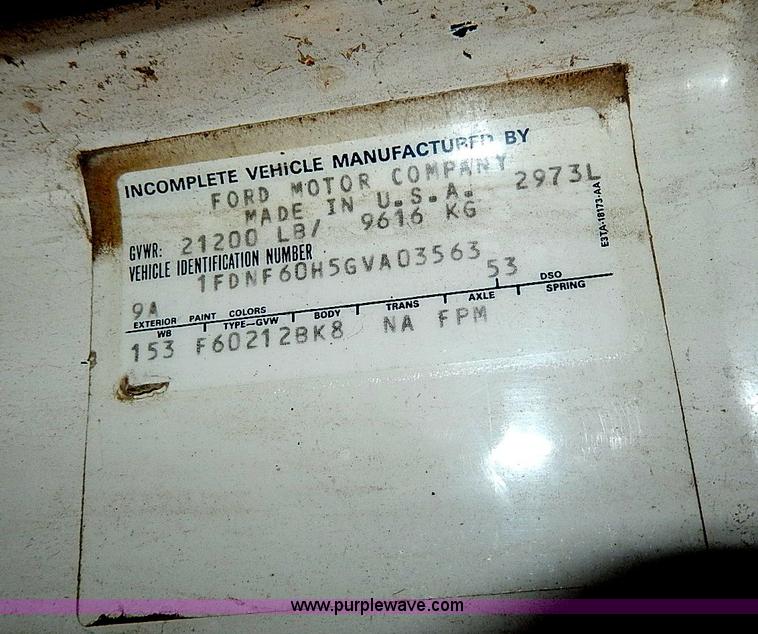 INCOMPLETE VEHICLE MANUFACTURED BY
FORD MOTOR COMPANY
MADE IN U.S.A. 2973L
GVWR: 21200 LB/ 9616 KG
VEHICLE IDENTIFICATION NUMBER
1FDNF60H5GVA03563
9A 53
EXTERIOR PAINT COLORS DSO
WB TYPE-GVW BODY TRANS AXLE SPRING
153 F60212BK8 NA FPM
E3TA-18173-AA
www.purplewave.com